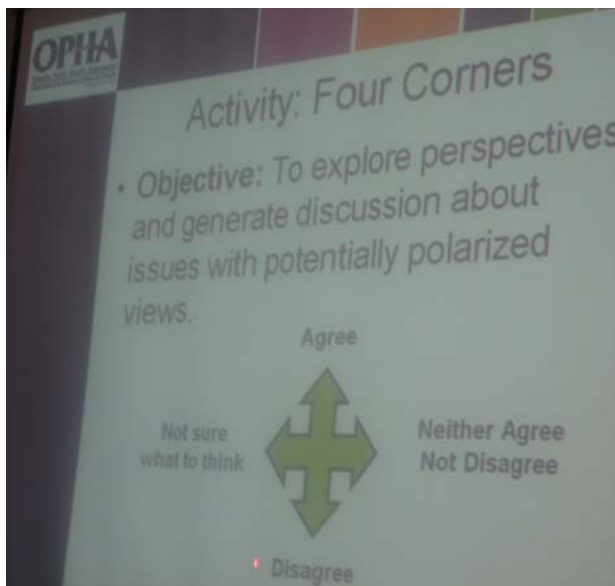 OPHA
Activity: Four Corners
• Objective: To explore perspectives
and generate discussion about
issues with potentially polarized
views.
Agree
Not sure
what to think
Neither Agree
Not Disagree
Disagree